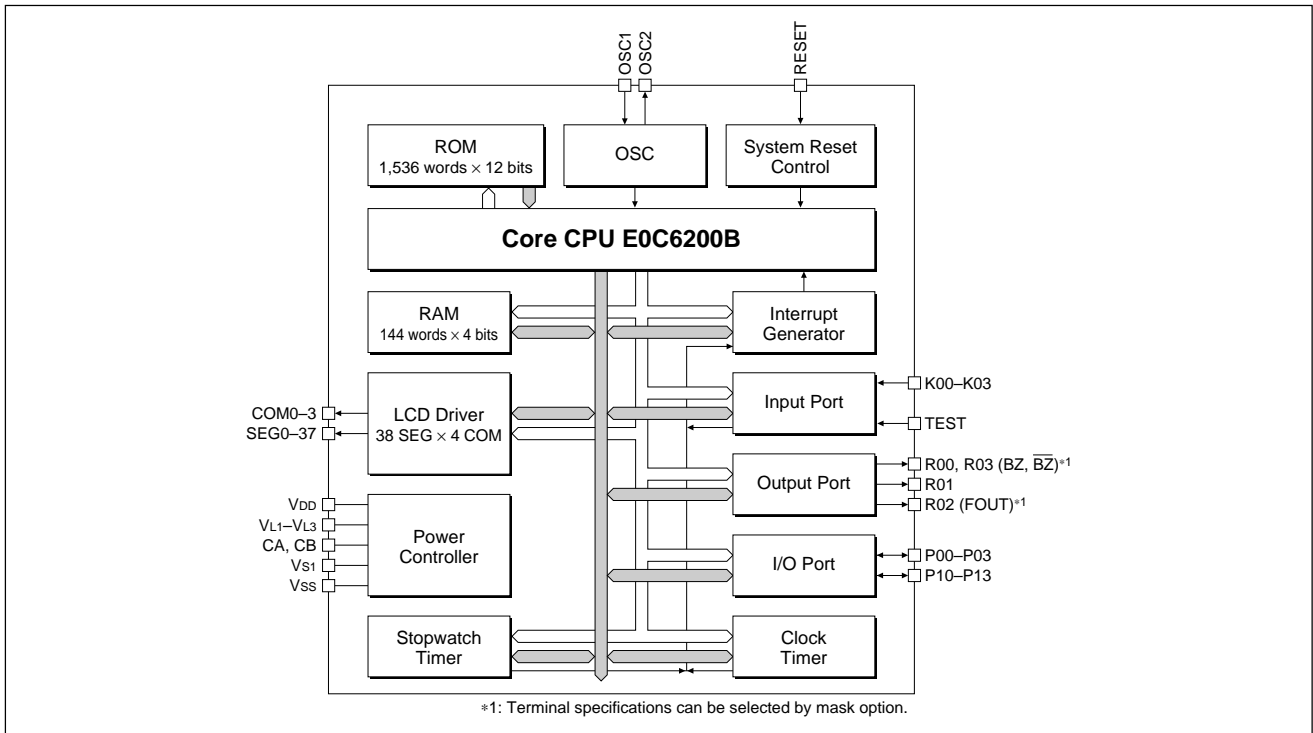 OSC1
OSC2
RESET
ROM
1,536 words × 12 bits
OSC
System Reset
Control
Core CPU E0C6200B
RAM
144 words × 4 bits
Interrupt
Generator
COM0–3
SEG0–37
LCD Driver
38 SEG × 4 COM
Input Port
K00–K03
TEST
Output Port
R00, R03 (BZ, B̅Z̅)*1
R01
R02 (FOUT)*1
VDD
VL1–VL3
CA, CB
VS1
VSS
Power
Controller
I/O Port
P00–P03
P10–P13
Stopwatch
Timer
Clock
Timer
*1: Terminal specifications can be selected by mask option.